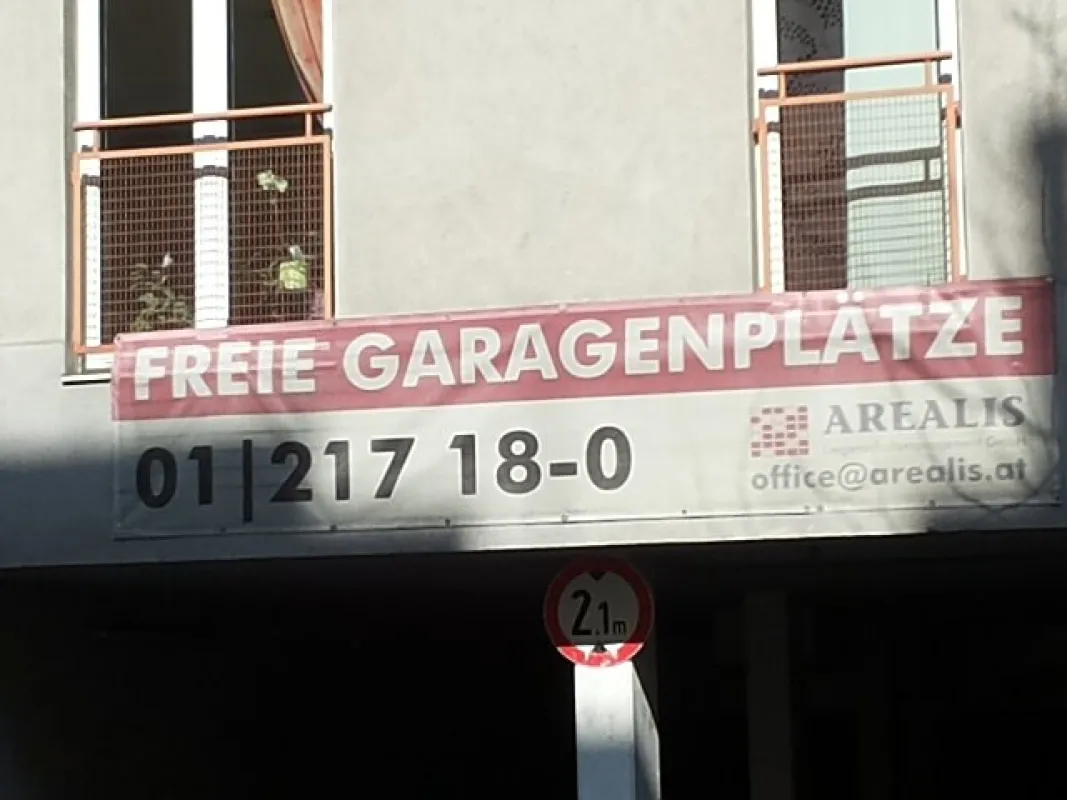 FREIE GARAGENPLÄTZE
01|217 18-0
AREALIS
office@arealis.at
2.1m